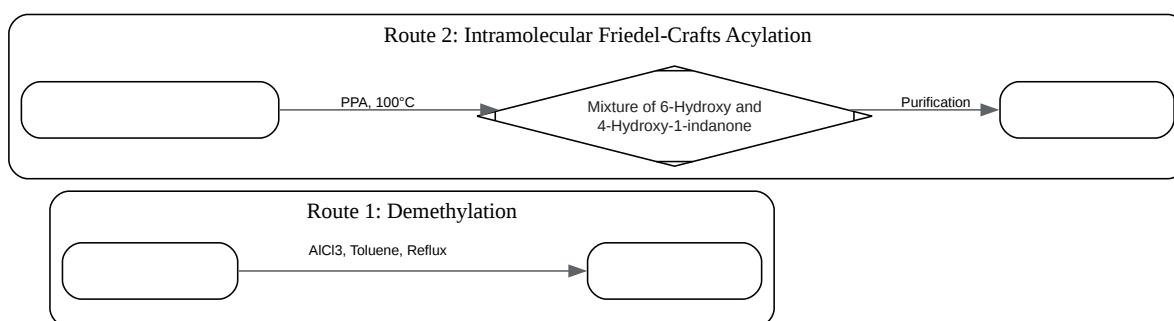 Route 2: Intramolecular Friedel-Crafts Acylation
PPA, 100°C
Mixture of 6-Hydroxy and
4-Hydroxy-1-indanone
Purification
Route 1: Demethylation
AlCl3, Toluene, Reflux